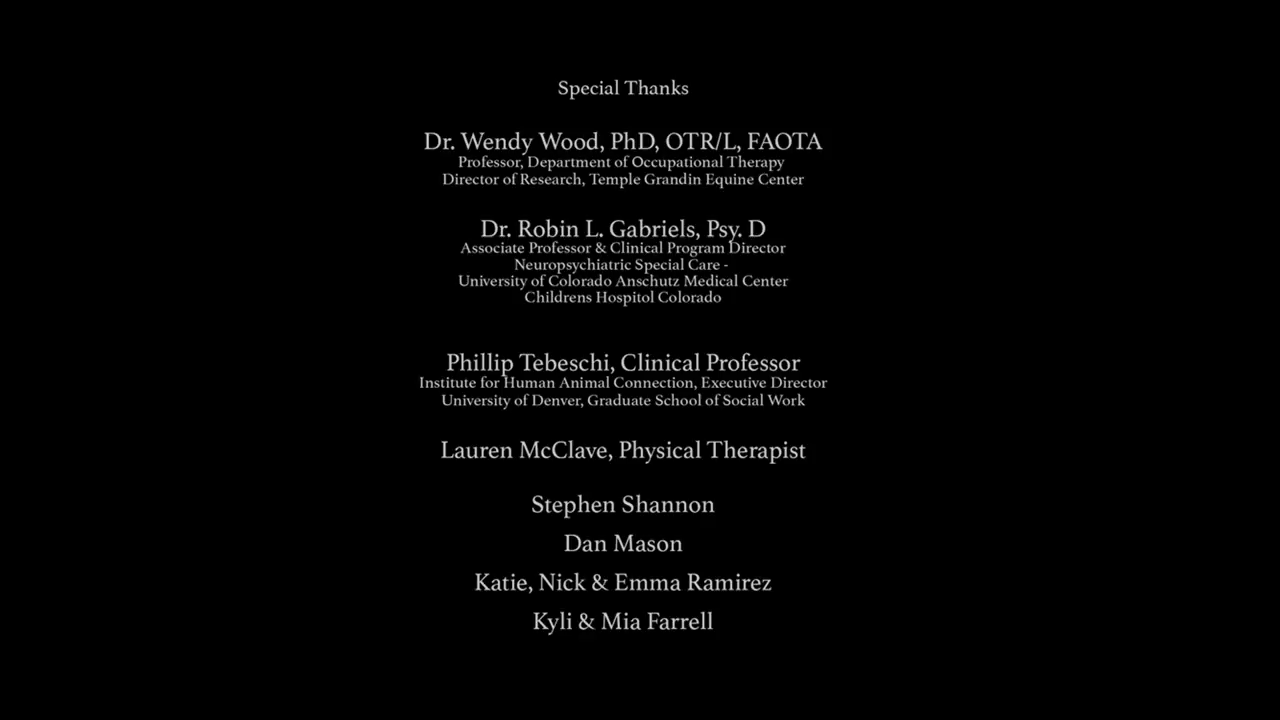 Special Thanks
Dr. Wendy Wood, PhD, OTR/L, FAOTA
Professor, Department of Occupational Therapy
Director of Research, Temple Grandin Equine Center
Dr. Robin L. Gabriels, Psy. D
Associate Professor & Clinical Program Director
Neuropsychiatric Special Care -
University of Colorado Anschutz Medical Center
Childrens Hospitol Colorado
Phillip Tebeschi, Clinical Professor
Institute for Human Animal Connection, Executive Director
University of Denver, Graduate School of Social Work
Lauren McClave, Physical Therapist
Stephen Shannon
Dan Mason
Katie, Nick & Emma Ramirez
Kyli & Mia Farrell